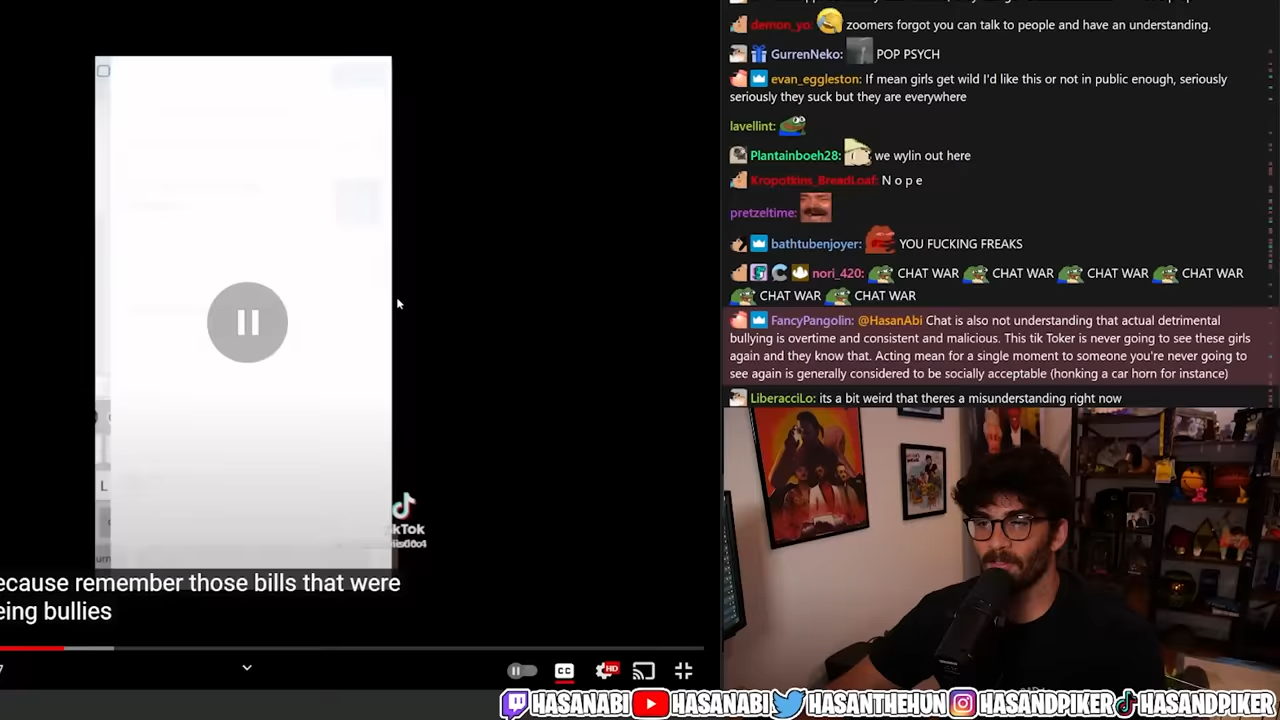 demon_yo: zoomers forgot you can talk to people and have an understanding.
GurrenNeko: POP PSYCH
evan_eggleston: If mean girls get wild I'd like this or not in public enough, seriously
seriously they suck but they are everywhere
lavellint:
Plantainboeh28: we wylin out here
Kropotkins_BreadLoaf: N o p e
pretzeltime:
bathtubenjoyer: YOU FUCKING FREAKS
nori_420: CHAT WAR CHAT WAR CHAT WAR CHAT WAR
CHAT WAR CHAT WAR
FancyPangolin: @HasanAbi Chat is also not understanding that actual detrmental
bullying is overtime and consistent and malicious. This tik Toker is never going to see these girls
again and they know that. Acting mean for a single moment to someone you're never going to
see again is generally considered to be socially acceptable (honking a car horn for instance)
LiberacciLo: its a bit weird that theres a misunderstanding right now
L
kTok
ecause remember those bills that were
eing bullies
CC
HD
HASANABI HASANABI HASANTHEHUN HASANDPIKER HASANDPIKER